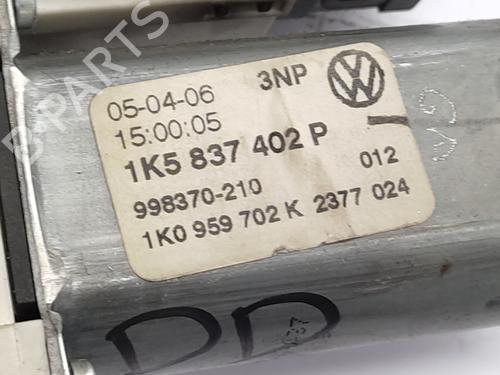 05-04-06 3NP
15:00:05
1K5 837 402 P
998370-210 012
1K0 959 702 K 2377 024
DD